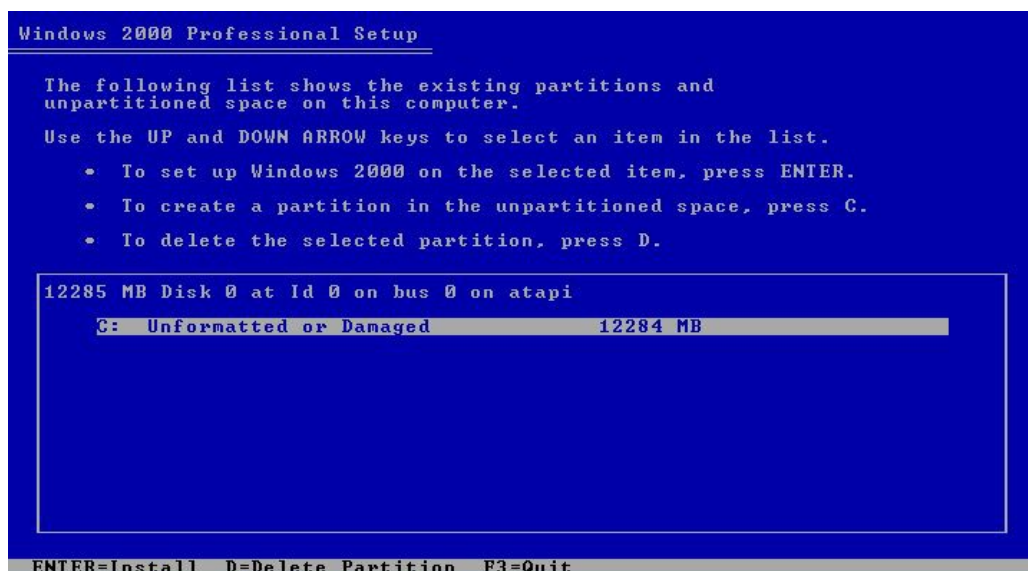 Windows 2000 Professional Setup
The following list shows the existing partitions and
unpartitioned space on this computer.
Use the UP and DOWN ARROW keys to select an item in the list.
• To set up Windows 2000 on the selected item, press ENTER.
• To create a partition in the unpartitioned space, press C.
• To delete the selected partition, press D.
12285 MB Disk 0 at Id 0 on bus 0 on atapi
C: Unformatted or Damaged 12284 MB
ENTER=Install D=Delete Partition F3=Quit